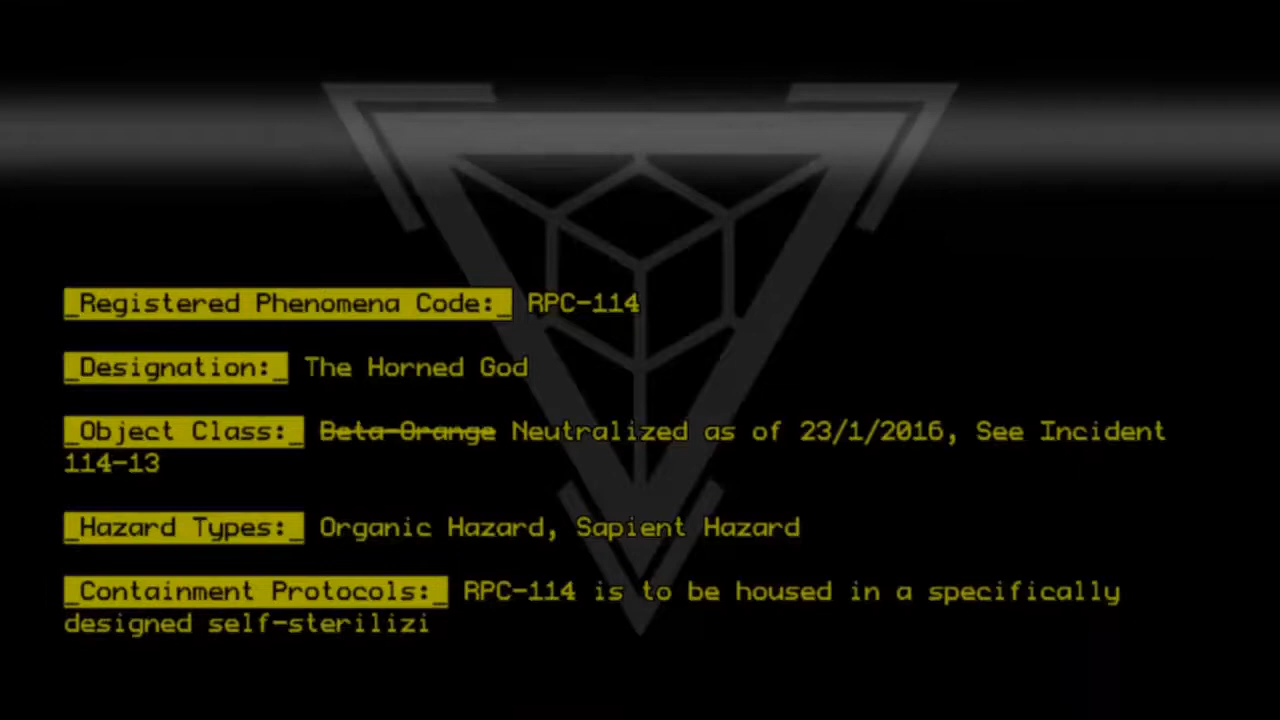 _Registered Phenomena Code:_ RPC-114
_Designation:_ The Horned God
_Object Class:_ ~~Beta-Orange~~ Neutralized as of 23/1/2016, See Incident
114-13
_Hazard Types:_ Organic Hazard, Sapient Hazard
_Containment Protocols:_ RPC-114 is to be housed in a specifically
designed self-sterilizi